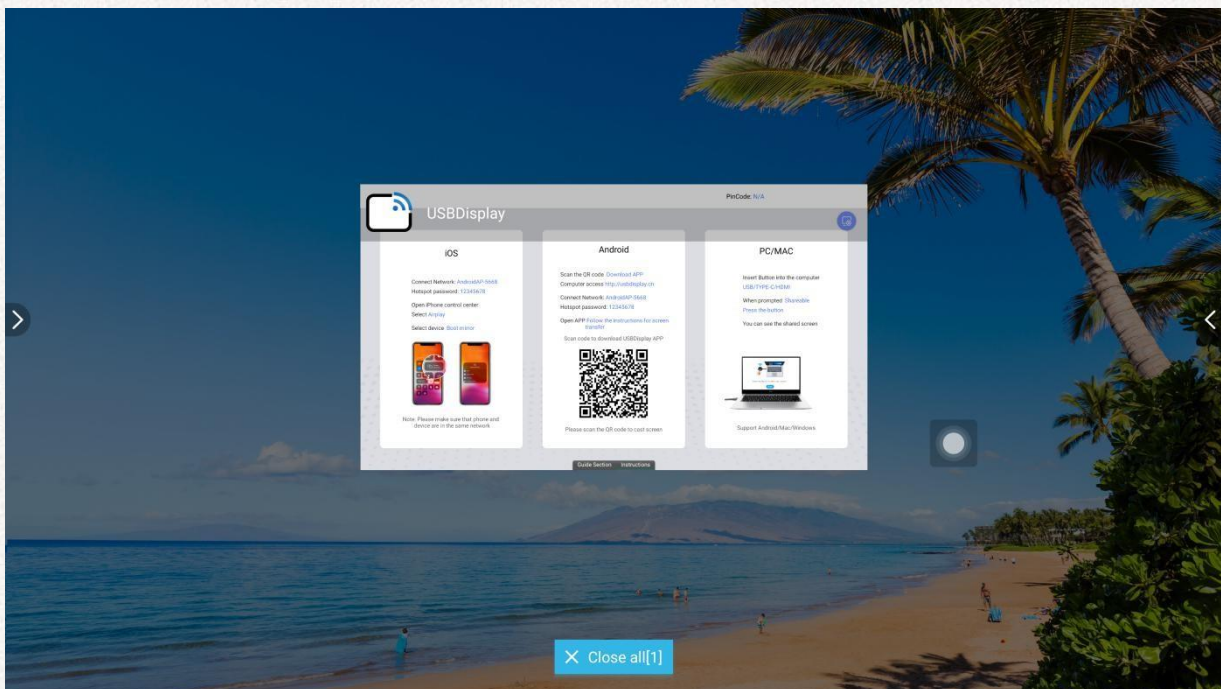 PinCode: N/A
USBDisplay
iOS
Connect Network: AndroidAP-5668
Hotspot password: 12345678
Open iPhone control center
Select Airplay
Select device
Note: Please make sure that phone and
device are in the same network
Android
Scan the QR code Download APP
Computer access http://usbdisplay.cn
Connect Network: AndroidAP-5668
Hotspot password: 12345678
Open APP Follow the instructions for screen
transfer
Scan code to download USBDisplay APP
Please scan the QR code to cast screen
PC/MAC
Insert Button into the computer
USB/TYPE-C/HDMI
When prompted
Press the button
You can see the shared screen
Support Android/Mac/Windows
Guide Section Instructions
Close all[1]